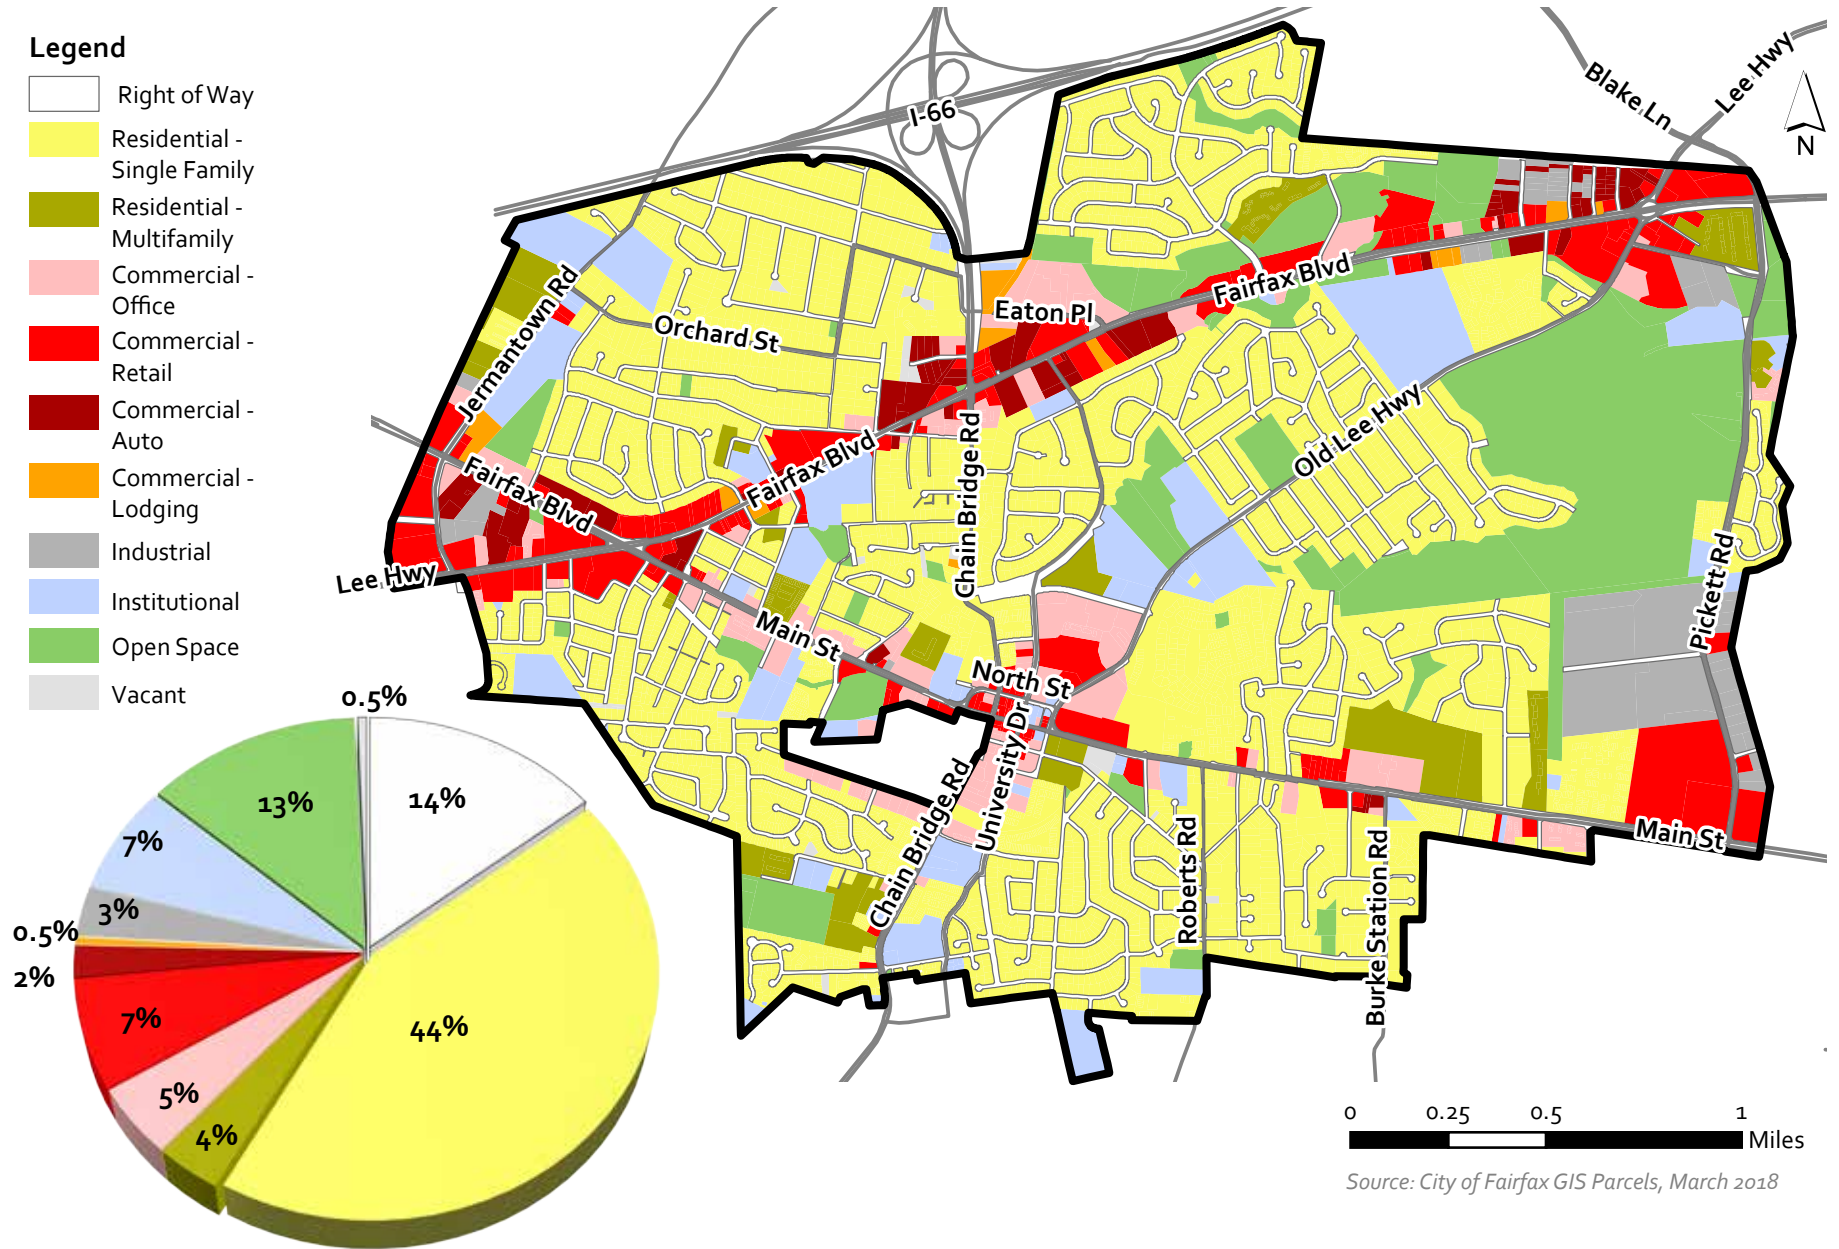 Legend
Right of Way
Residential -
Single Family
Residential -
Multifamily
Commercial -
Office
Commercial -
Retail
Commercial -
Auto
Commercial -
Lodging
Industrial
Institutional
Open Space
Vacant
I-66
Blake Ln
Lee Hwy
N
Jermantown Rd
Orchard St
Eaton Pl
Fairfax Blvd
Old Lee Hwy
Fairfax Blvd
Fairfax Blvd
Chain Bridge Rd
Lee Hwy
Main St
North St
University Dr
Chain Bridge Rd
Pickett Rd
Roberts Rd
Burke Station Rd
Main St
0.5%
14%
13%
7%
3%
0.5%
2%
7%
5%
4%
44%
0 0.25 0.5 1
Miles
Source: City of Fairfax GIS Parcels, March 2018